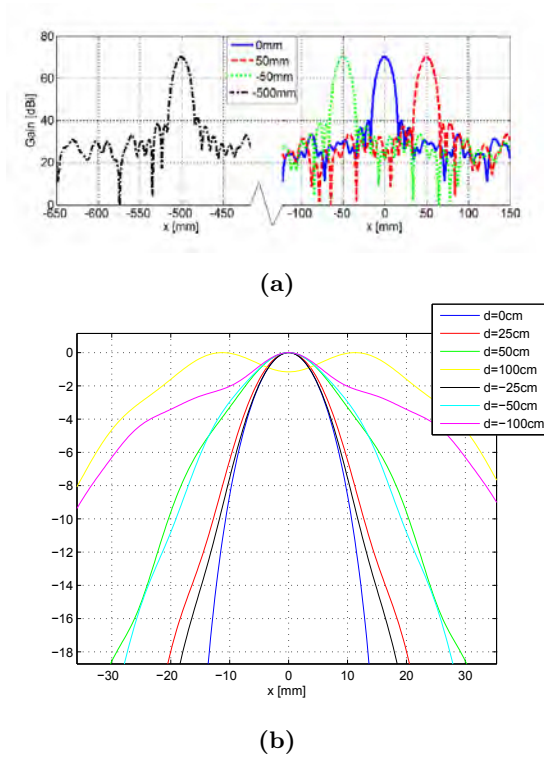 80
60
40
20
0
Gain [dBi]
0mm
50mm
-50mm
-500mm
-650 -600 -550 -500 -450
x [mm]
-100 -50 0 50 100 150
x [mm]
(a)
d=0cm
d=25cm
d=50cm
d=100cm
d=−25cm
d=−50cm
d=−100cm
0
−2
−4
−6
−8
−10
−12
−14
−16
−18
−30 −20 −10 0 10 20 30
x [mm]
(b)